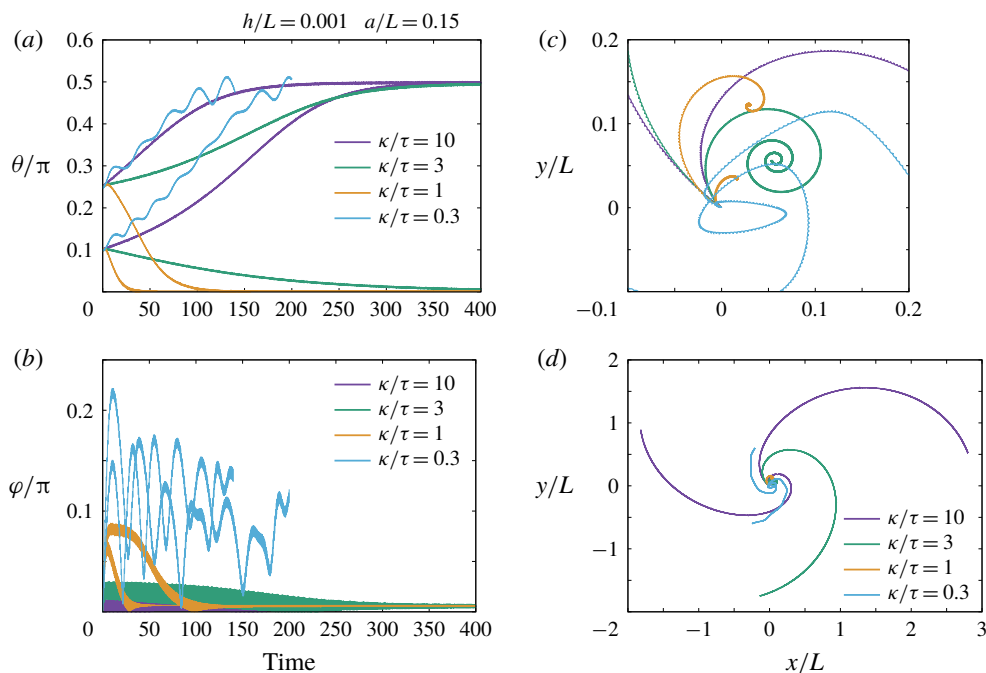 h/L = 0.001 a/L = 0.15
(a)
0.6
0.5
0.4
θ/π 0.3
0.2
0.1
0 50 100 150 200 250 300 350 400
κ/τ = 10
κ/τ = 3
κ/τ = 1
κ/τ = 0.3
(c)
0.2
0.1
y/L
0
−0.1 0 0.1 0.2
(b)
0.2
φ/π
0.1
0 50 100 150 200 250 300 350 400
Time
κ/τ = 10
κ/τ = 3
κ/τ = 1
κ/τ = 0.3
(d)
2
1
y/L 0
−1
−2 −1 0 1 2 3
x/L
κ/τ = 10
κ/τ = 3
κ/τ = 1
κ/τ = 0.3